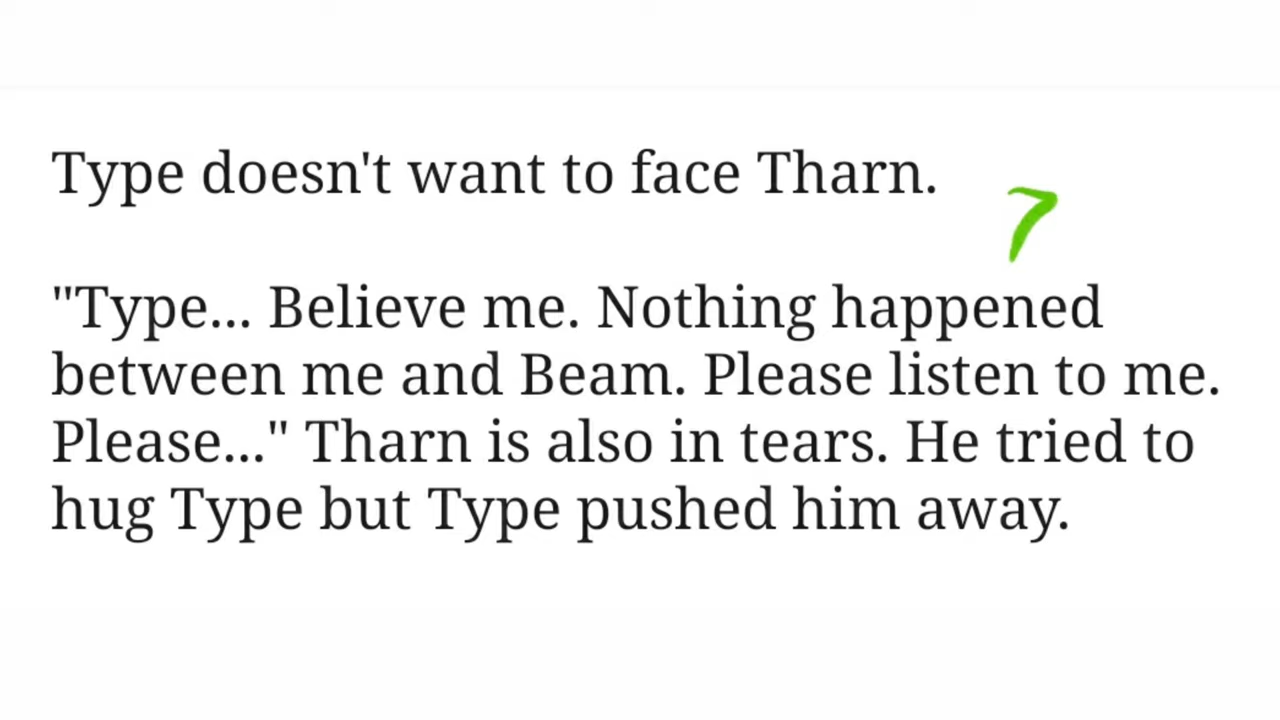 Type doesn't want to face Tharn.
7
"Type... Believe me. Nothing happened
between me and Beam. Please listen to me.
Please..." Tharn is also in tears. He tried to
hug Type but Type pushed him away.